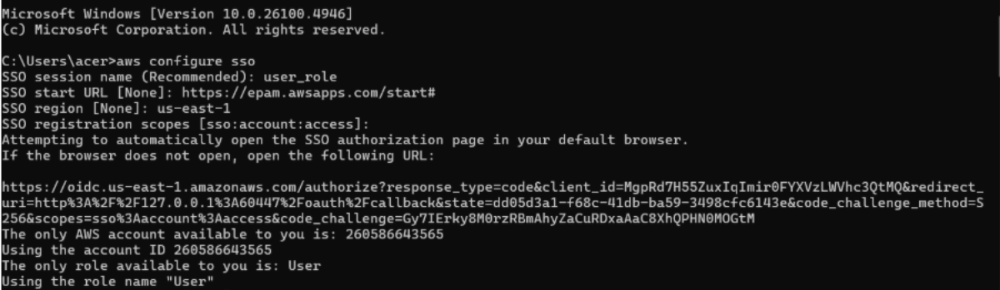 Microsoft Windows [Version 10.0.26100.4946]
(c) Microsoft Corporation. All rights reserved.
C:\Users\acer>aws configure sso
SSO session name (Recommended): user_role
SSO start URL [None]: https://epam.awsapps.com/start#
SSO region [None]: us-east-1
SSO registration scopes [sso:account:access]:
Attempting to automatically open the SSO authorization page in your default browser.
If the browser does not open, open the following URL:
https://oidc.us-east-1.amazonaws.com/authorize?response_type=code&client_id=MgpRd7H55ZuxIqImir0FYXVzLWVhc3QtMQ&redirect_
uri=http%3A%2F%2F127.0.0.1%3A60447%2Foauth%2Fcallback&state=dd05d3a1-f68c-41db-ba59-3498cfc6143e&code_challenge_method=S
256&scopes=sso%3Aaccount%3Aaccess&code_challenge=Gy7IErky8M0rzRBmAhyZaCuRDxaAaC8XhQPHN0MOGtM
The only AWS account available to you is: 260586643565
Using the account ID 260586643565
The only role available to you is: User
Using the role name "User"